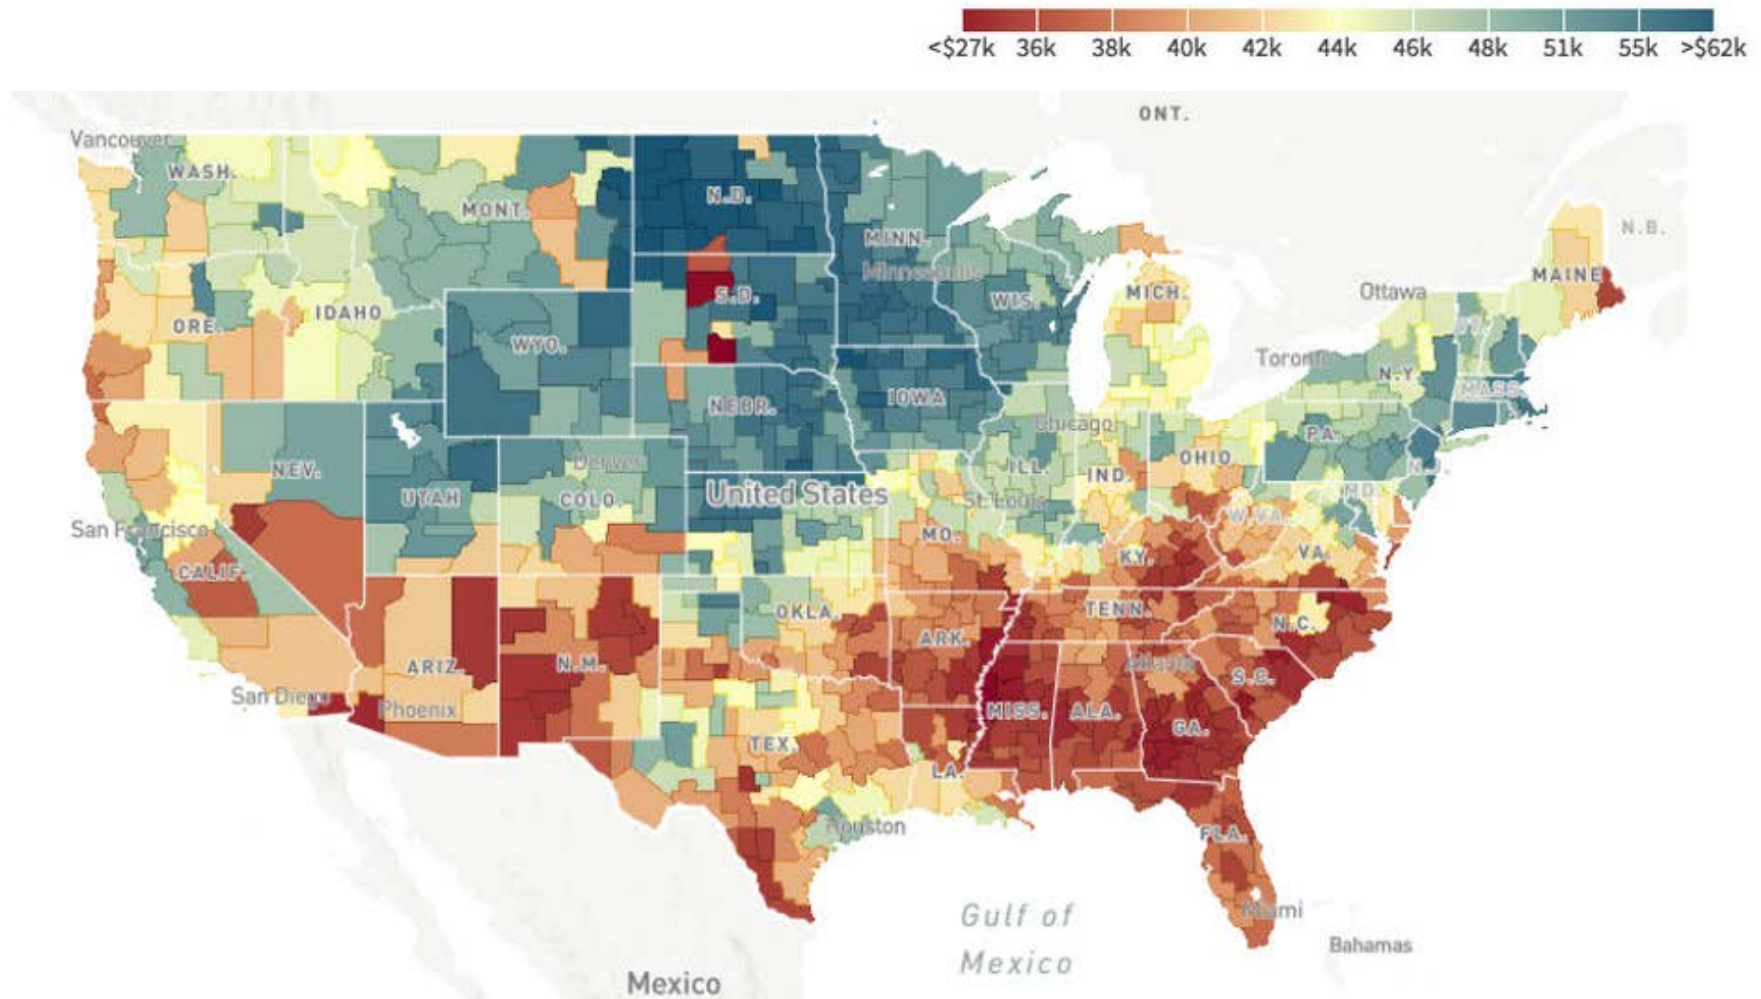 <$27k 36k 38k 40k 42k 44k 46k 48k 51k 55k >$62k
ONT.
Vancouver
WASH.
MONT.
N.D.
MINN.
N.B.
Minneapolis
MAINE
S.D.
WIS.
MICH.
Ottawa
ORE.
IDAHO
WYO.
VT.
Toronto
N.Y.
NEBR.
IOWA
MASS.
Chicago
PA.
NEV.
Denver
ILL.
IND.
OHIO
N.J.
UTAH
COLO.
United States
St. Louis
MD.
San Francisco
MO.
W.VA.
CALIF.
KY.
VA.
OKLA.
TENN.
N.C.
ARIZ.
N.M.
ARK.
Atlanta
S.C.
San Diego
Phoenix
MISS.
ALA.
GA.
TEX.
LA.
Houston
FLA.
Gulf of
Mexico
Miami
Bahamas
Mexico